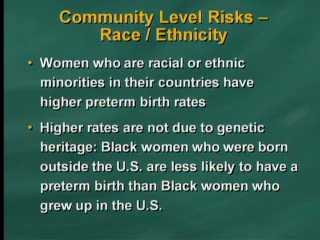 Community Level Risks –
Race / Ethnicity
• Women who are racial or ethnic
minorities in their countries have
higher preterm birth rates
• Higher rates are not due to genetic
heritage: Black women who were born
outside the U.S. are less likely to have a
preterm birth than Black women who
grew up in the U.S.